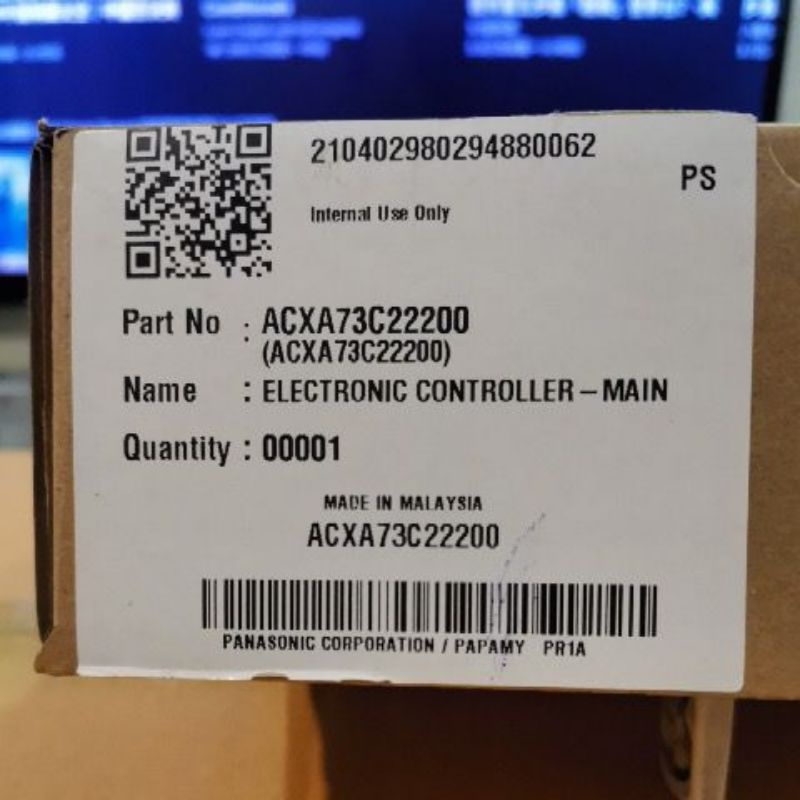 210402980294880062
PS
Internal Use Only
Part No : ACXA73C22200
(ACXA73C22200)
Name : ELECTRONIC CONTROLLER – MAIN
Quantity : 00001
MADE IN MALAYSIA
ACXA73C22200
PANASONIC CORPORATION / PAPAMY PR1A